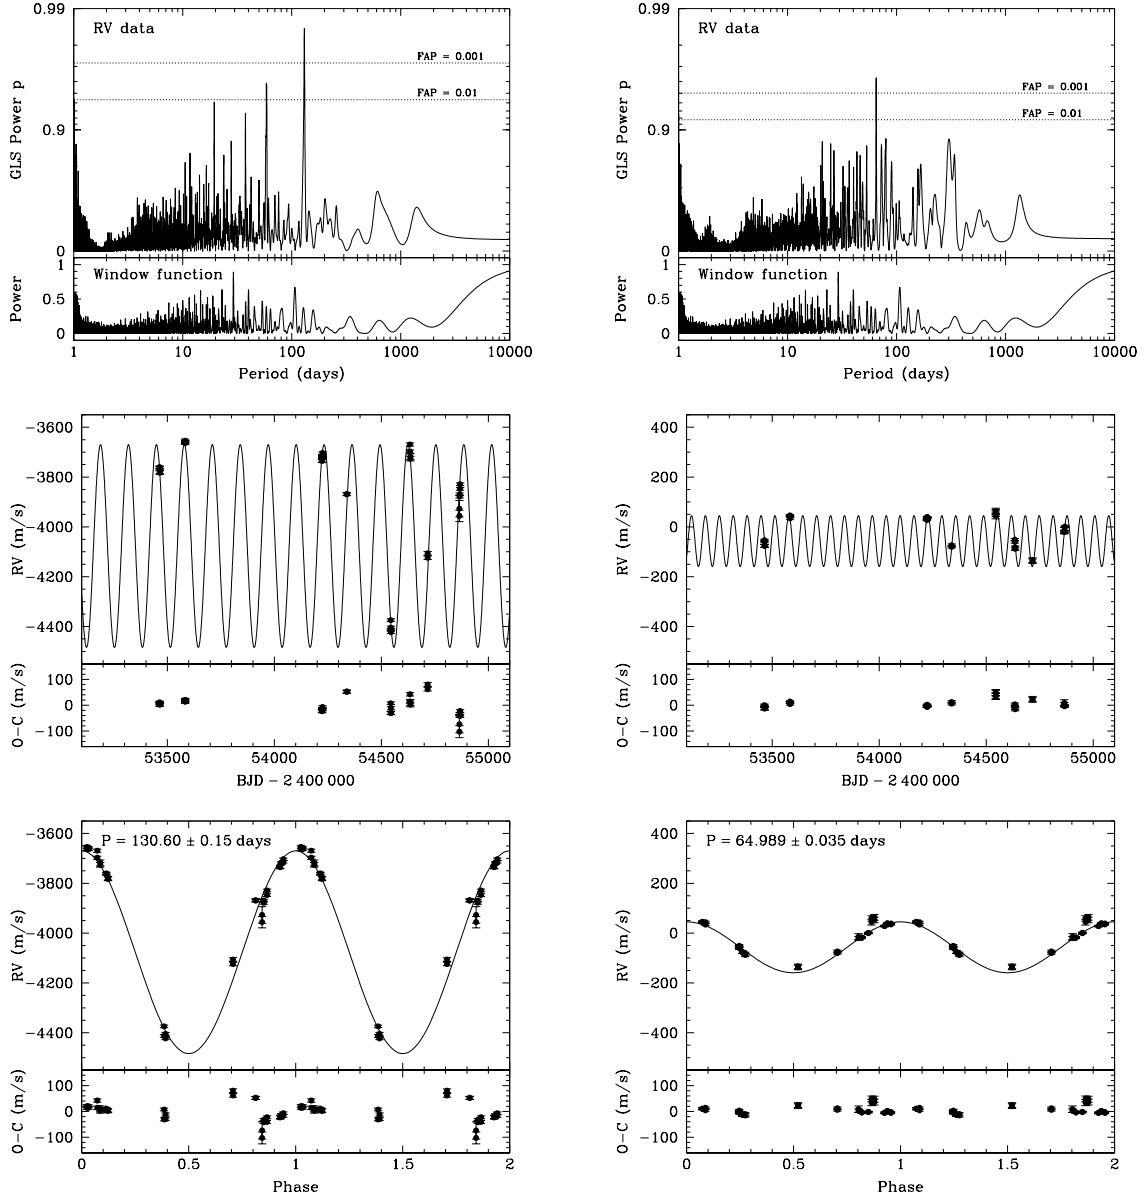 0.99
RV data
FAP = 0.001
FAP = 0.01
0.9
0
GLS Power p
1
Window function
0.5
0
Power
1 10 100 1000 10000
Period (days)
0.99
RV data
FAP = 0.001
FAP = 0.01
0.9
0
GLS Power p
1
Window function
0.5
0
Power
1 10 100 1000 10000
Period (days)
−3600
−3800
−4000
−4200
−4400
RV (m/s)
100
0
−100
O−C (m/s)
53500 54000 54500 55000
BJD − 2 400 000
400
200
0
−200
−400
RV (m/s)
100
0
−100
O−C (m/s)
53500 54000 54500 55000
BJD − 2 400 000
−3600
P = 130.60 ± 0.15 days
−3800
−4000
−4200
−4400
RV (m/s)
100
0
−100
O−C (m/s)
0 0.5 1 1.5 2
Phase
400
P = 64.989 ± 0.035 days
200
0
−200
−400
RV (m/s)
100
0
−100
O−C (m/s)
0 0.5 1 1.5 2
Phase